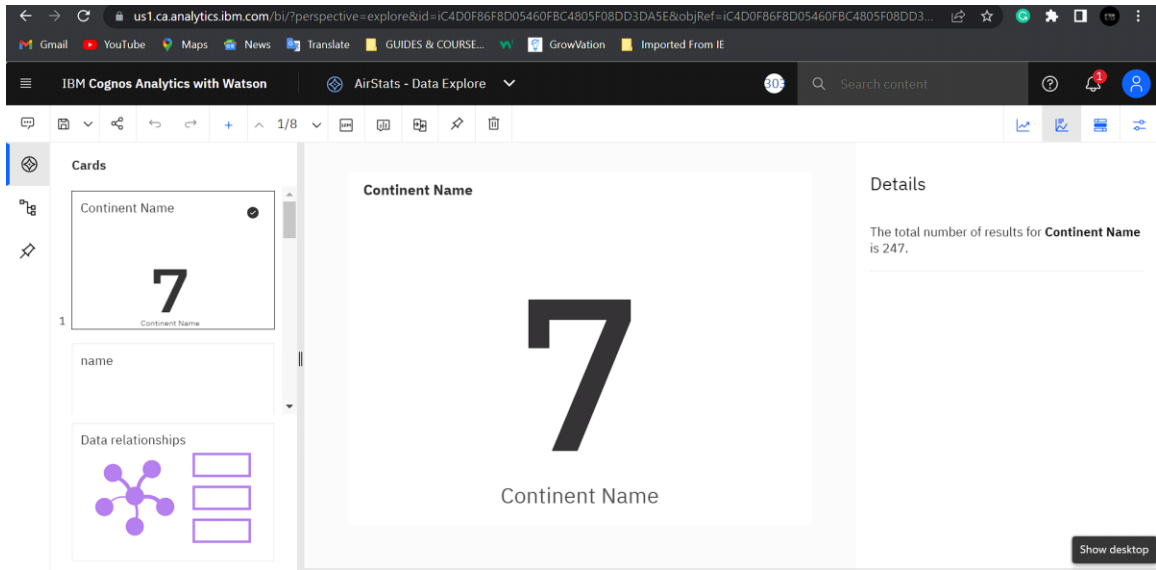 us1.ca.analytics.ibm.com/bi/?perspective=explore&id=iC4D0F86F8D05460FBC4805F08DD3DA5E&objRef=iC4D0F86F8D05460FBC4805F08DD3...
Gmail YouTube Maps News Translate GUIDES & COURSE... GrowVation Imported From IE
IBM Cognos Analytics with Watson AirStats - Data Explore 303 Search content 1
1/8
Cards
Continent Name
7
Continent Name
1
name
Data relationships
Continent Name
7
Continent Name
Details
The total number of results for Continent Name
is 247.
Show desktop